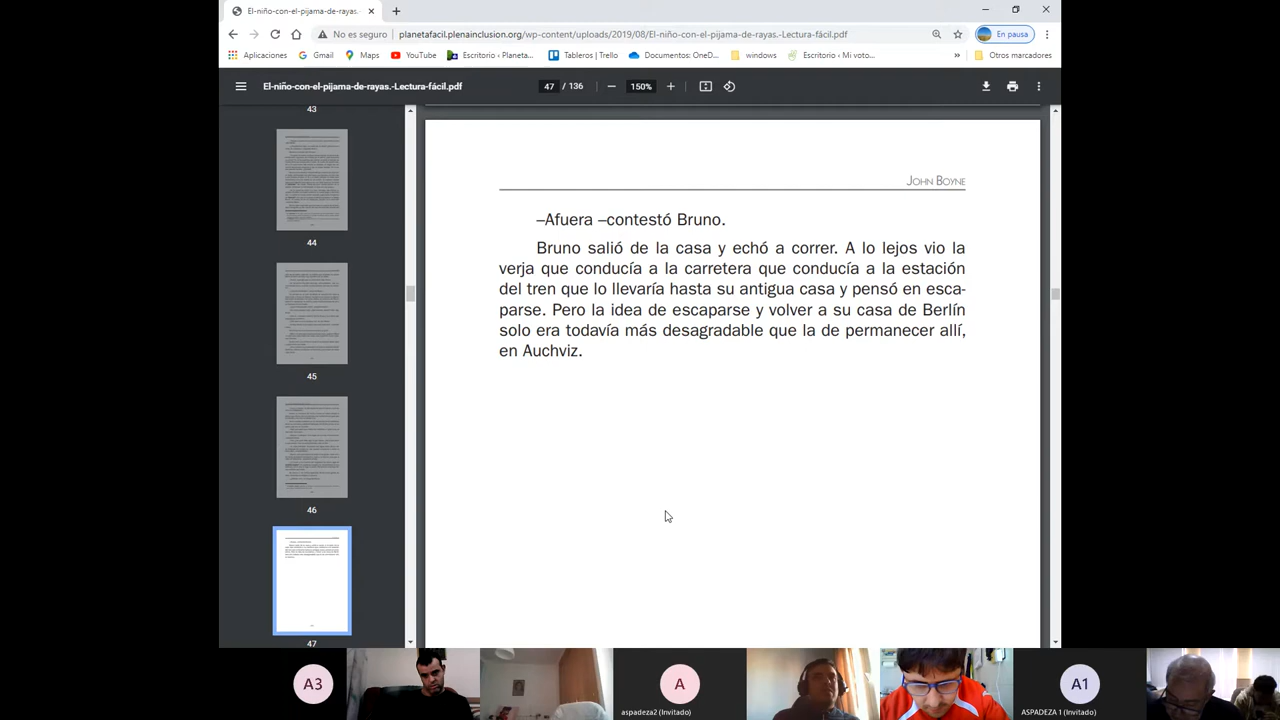 El-niño-con-el-pijama-de-rayas.-
No es seguro | planetafacil.plenainclusion.org/wp-content/uploads/2019/08/El-niño-con-el-pijama-de-rayas.-Lectura-fácil.pdf
En pausa
Aplicaciones Gmail Maps YouTube Escritorio < Planeta... Tableros | Trello Documentos: OneD... windows Escritorio ‹ Mi voto... » Otros marcadores
El-niño-con-el-pijama-de-rayas.-Lectura-fácil.pdf
47 / 136
150%
43
44
45
46
47
JOHN BOYNE
–Afuera –contestó Bruno.
Bruno salió de la casa y echó a correr. A lo lejos vio la
verja que conducía a la carretera que conducía a la estación
del tren que lo llevaría hasta su antigua casa y pensó en esca-
parse. Pero la idea de escaparse y volver a su casa de Berlín
solo era todavía más desagradable que la de permanecer allí,
en Auchviz.
A3
A
aspadeza2 (Invitado)
A1
ASPADEZA 1 (Invitado)